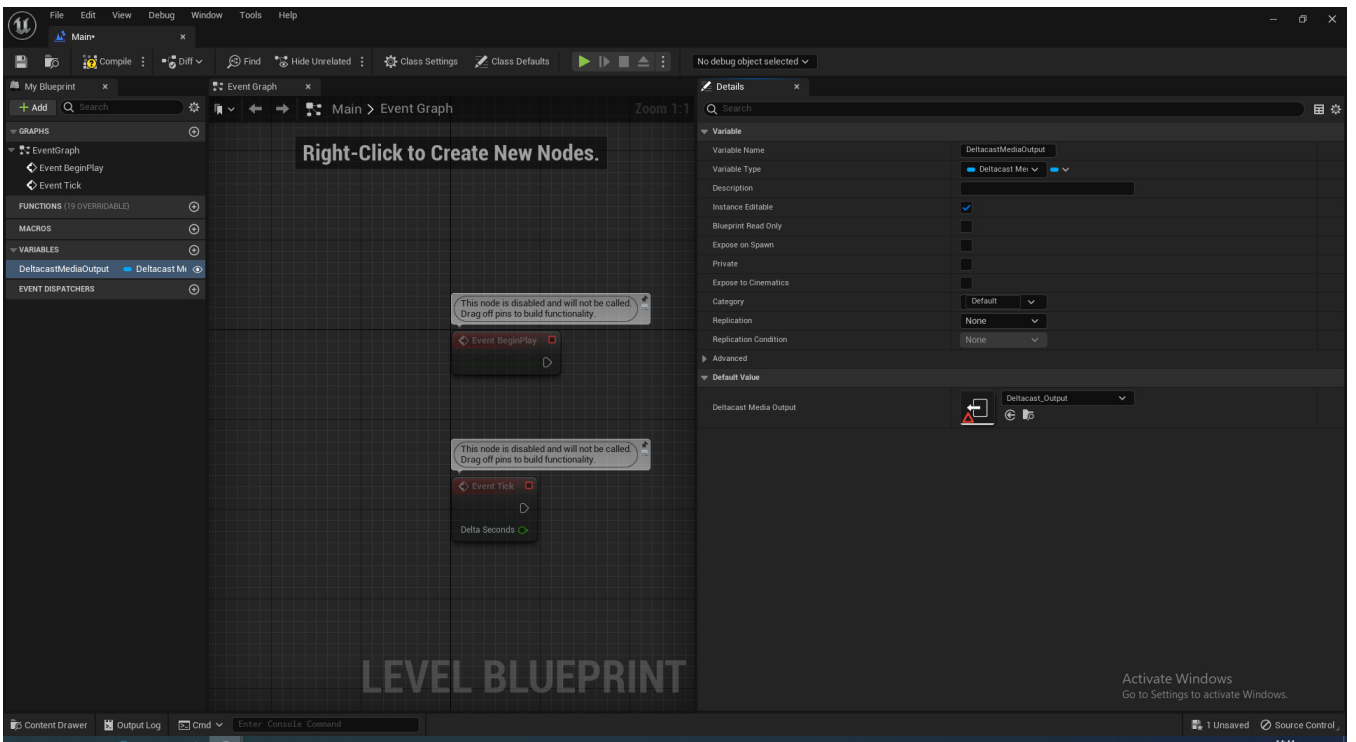 File Edit View Debug Window Tools Help
Main•
Compile Diff Find Hide Unrelated Class Settings Class Defaults No debug object selected
My Blueprint
Event Graph
Details
Add Search
Main > Event Graph Zoom 1:1
Search
GRAPHS
EventGraph
Event BeginPlay
Event Tick
FUNCTIONS (19 OVERRIDABLE)
MACROS
VARIABLES
DeltacastMediaOutput Deltacast Me
EVENT DISPATCHERS
Right-Click to Create New Nodes.
This node is disabled and will not be called.
Drag off pins to build functionality.
Event BeginPlay
This node is disabled and will not be called.
Drag off pins to build functionality.
Event Tick
Delta Seconds
LEVEL BLUEPRINT
Variable
Variable Name DeltacastMediaOutput
Variable Type Deltacast Med
Description
Instance Editable
Blueprint Read Only
Expose on Spawn
Private
Expose to Cinematics
Category Default
Replication None
Replication Condition None
Advanced
Default Value
Deltacast Media Output Deltacast_Output
Activate Windows
Go to Settings to activate Windows.
Content Drawer Output Log Cmd Enter Console Command 1 Unsaved Source Control